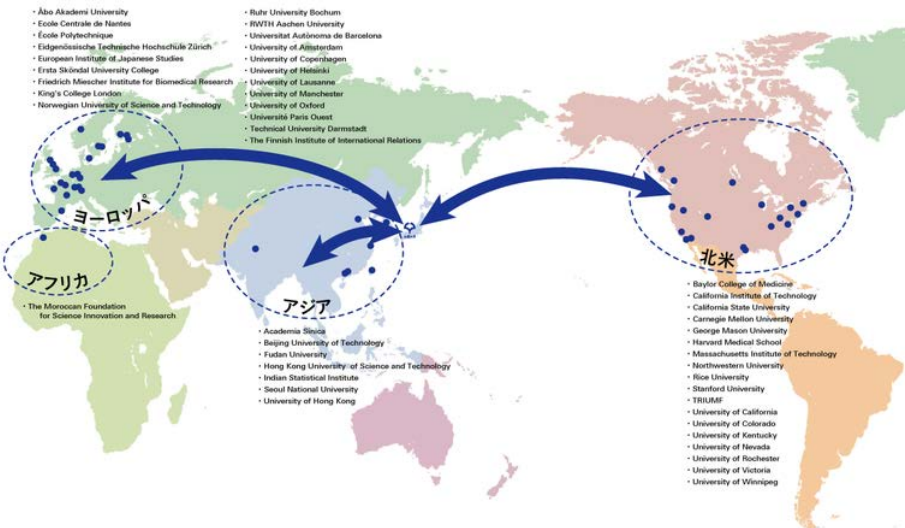 ・Åbo Akademi University
・Ecole Centrale de Nantes
・École Polytechnique
・Eidgenössische Technische Hochschule Zürich
・European Institute of Japanese Studies
・Ersta Sköndal University College
・Friedrich Miescher Institute for Biomedical Research
・King's College London
・Norwegian University of Science and Technology
・Ruhr University Bochum
・RWTH Aachen University
・Universitat Autònoma de Barcelona
・University of Amsterdam
・University of Copenhagen
・University of Helsinki
・University of Lausanne
・University of Manchester
・University of Oxford
・Université Paris Ouest
・Technical University Darmstadt
・The Finnish Institute of International Relations
ヨーロッパ
アフリカ
・The Moroccan Foundation
for Science Innovation and Research
アジア
・Academia Sinica
・Beijing University of Technology
・Fudan University
・Hong Kong University of Science and Technology
・Indian Statistical Institute
・Seoul National University
・University of Hong Kong
北米
・Baylor College of Medicine
・California Institute of Technology
・California State University
・Carnegie Mellon University
・George Mason University
・Harvard Medical School
・Massachusetts Institute of Technology
・Northwestern University
・Rice University
・Stanford University
・TRIUMF
・University of California
・University of Colorado
・University of Kentucky
・University of Nevada
・University of Rochester
・University of Victoria
・University of Winnipeg